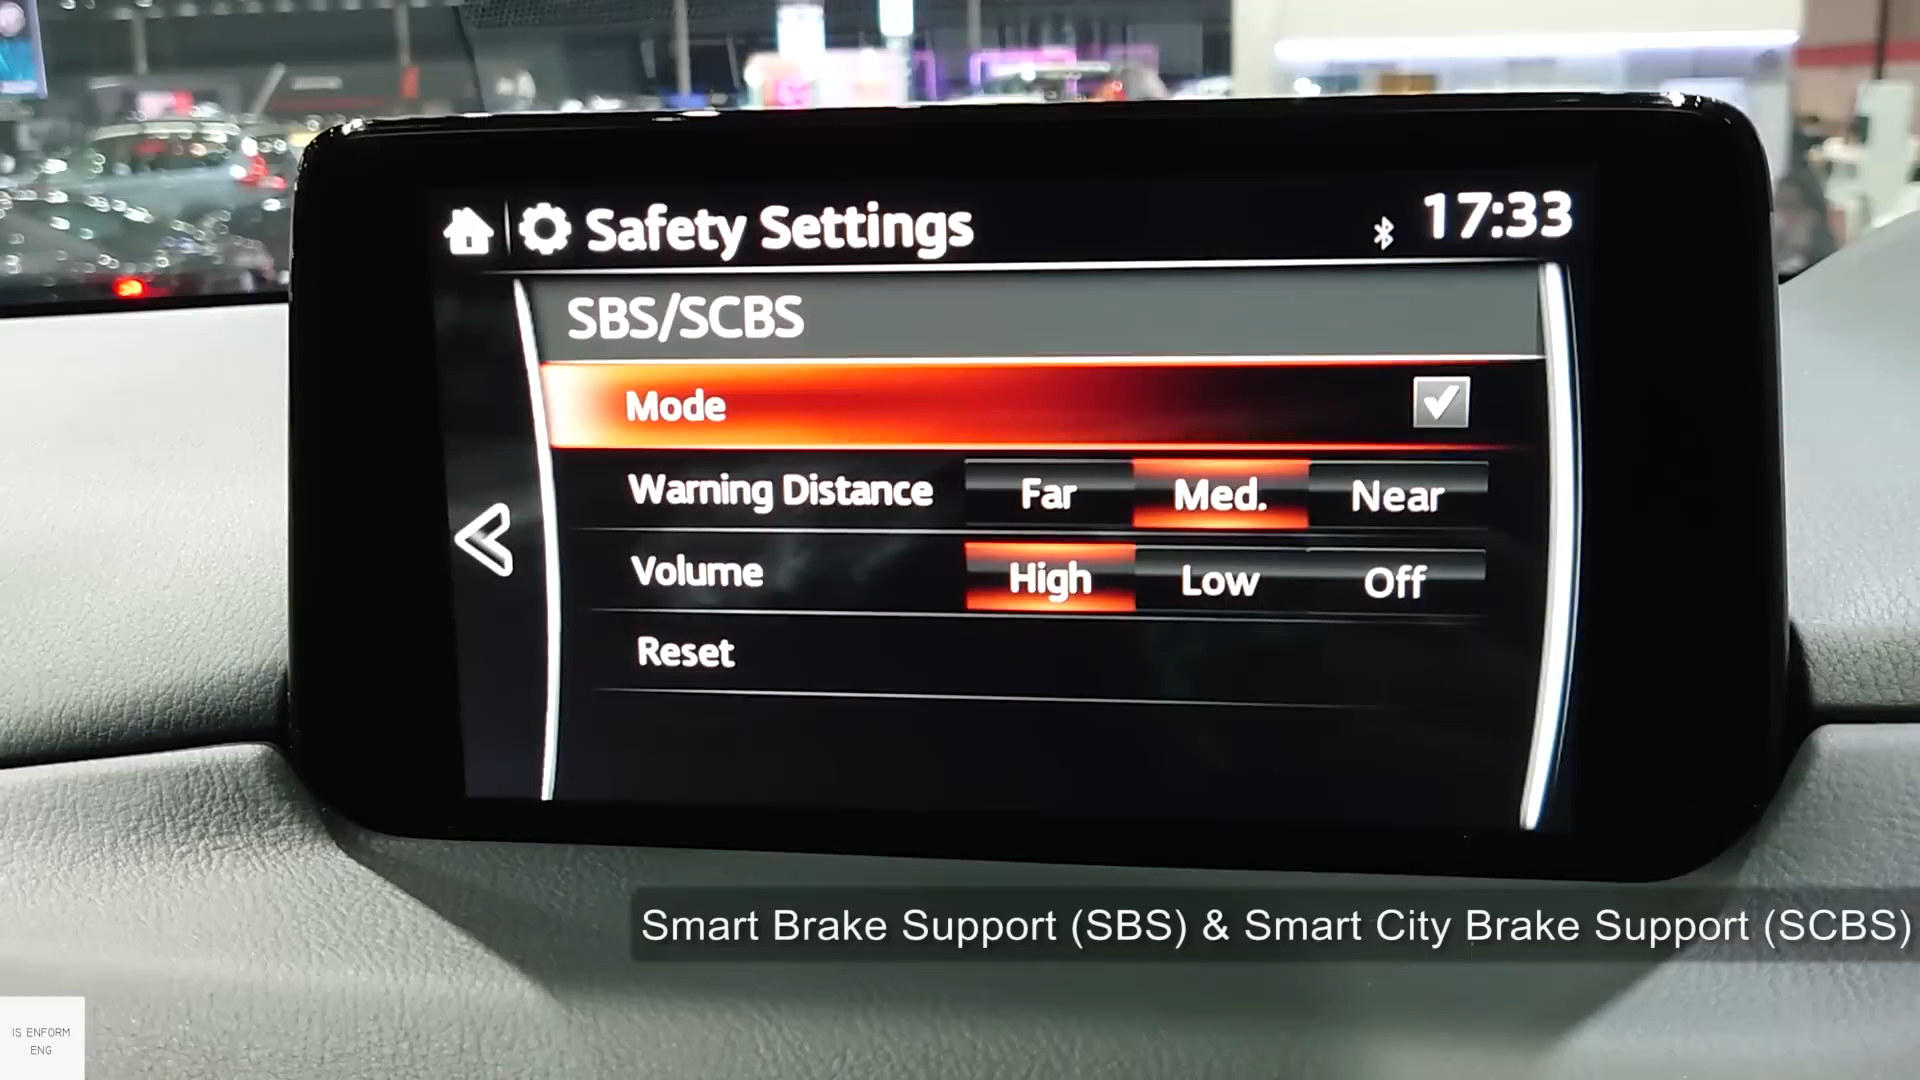 Safety Settings
17:33
SBS/SCBS
Mode
Warning Distance Far Med. Near
Volume High Low Off
Reset
Smart Brake Support (SBS) & Smart City Brake Support (SCBS)
IS ENFORM
ENG